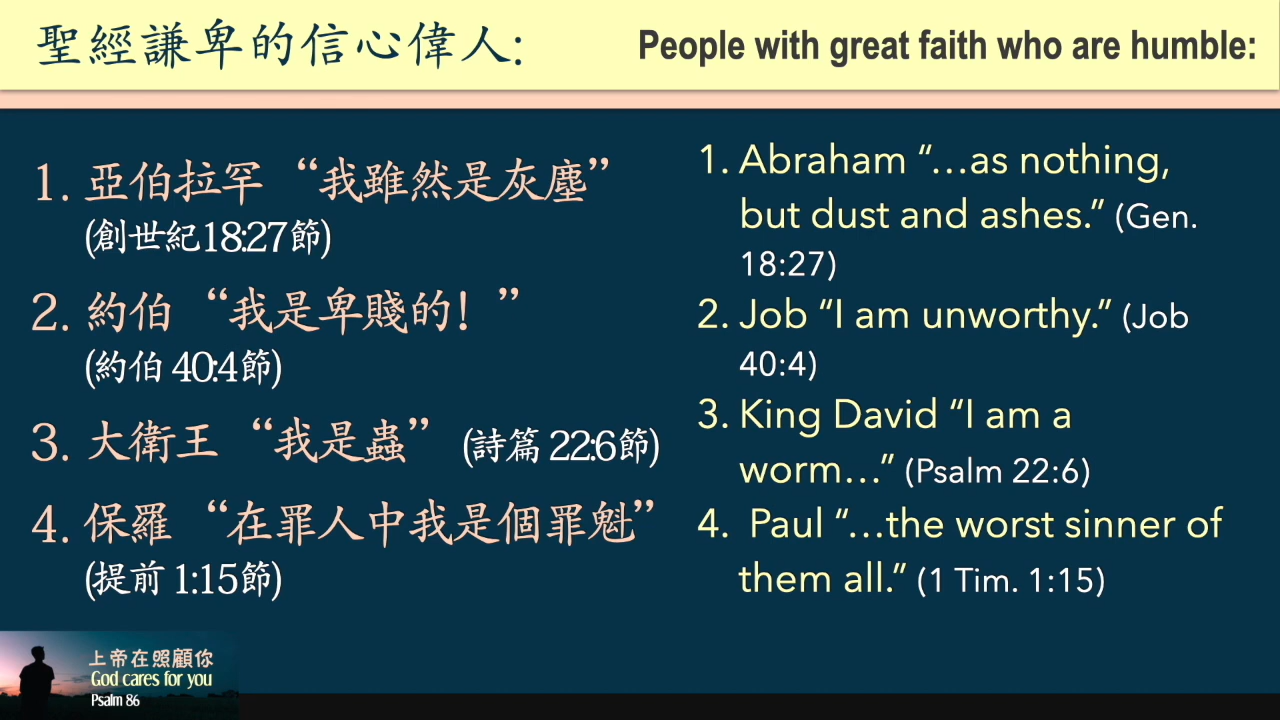 聖經謙卑的信心偉人:
People with great faith who are humble:
1. 亞伯拉罕 “我雖然是灰塵”
(創世紀18:27節)
2. 約伯 “我是卑賤的！”
(約伯 40:4節)
3. 大衛王 “我是蟲” (詩篇 22:6節)
4. 保羅 “在罪人中我是個罪魁”
(提前 1:15節)
1. Abraham “…as nothing,
but dust and ashes.” (Gen.
18:27)
2. Job “I am unworthy.” (Job
40:4)
3. King David “I am a
worm…” (Psalm 22:6)
4. Paul “…the worst sinner of
them all.” (1 Tim. 1:15)
上帝在照顧你
God cares for you
Psalm 86